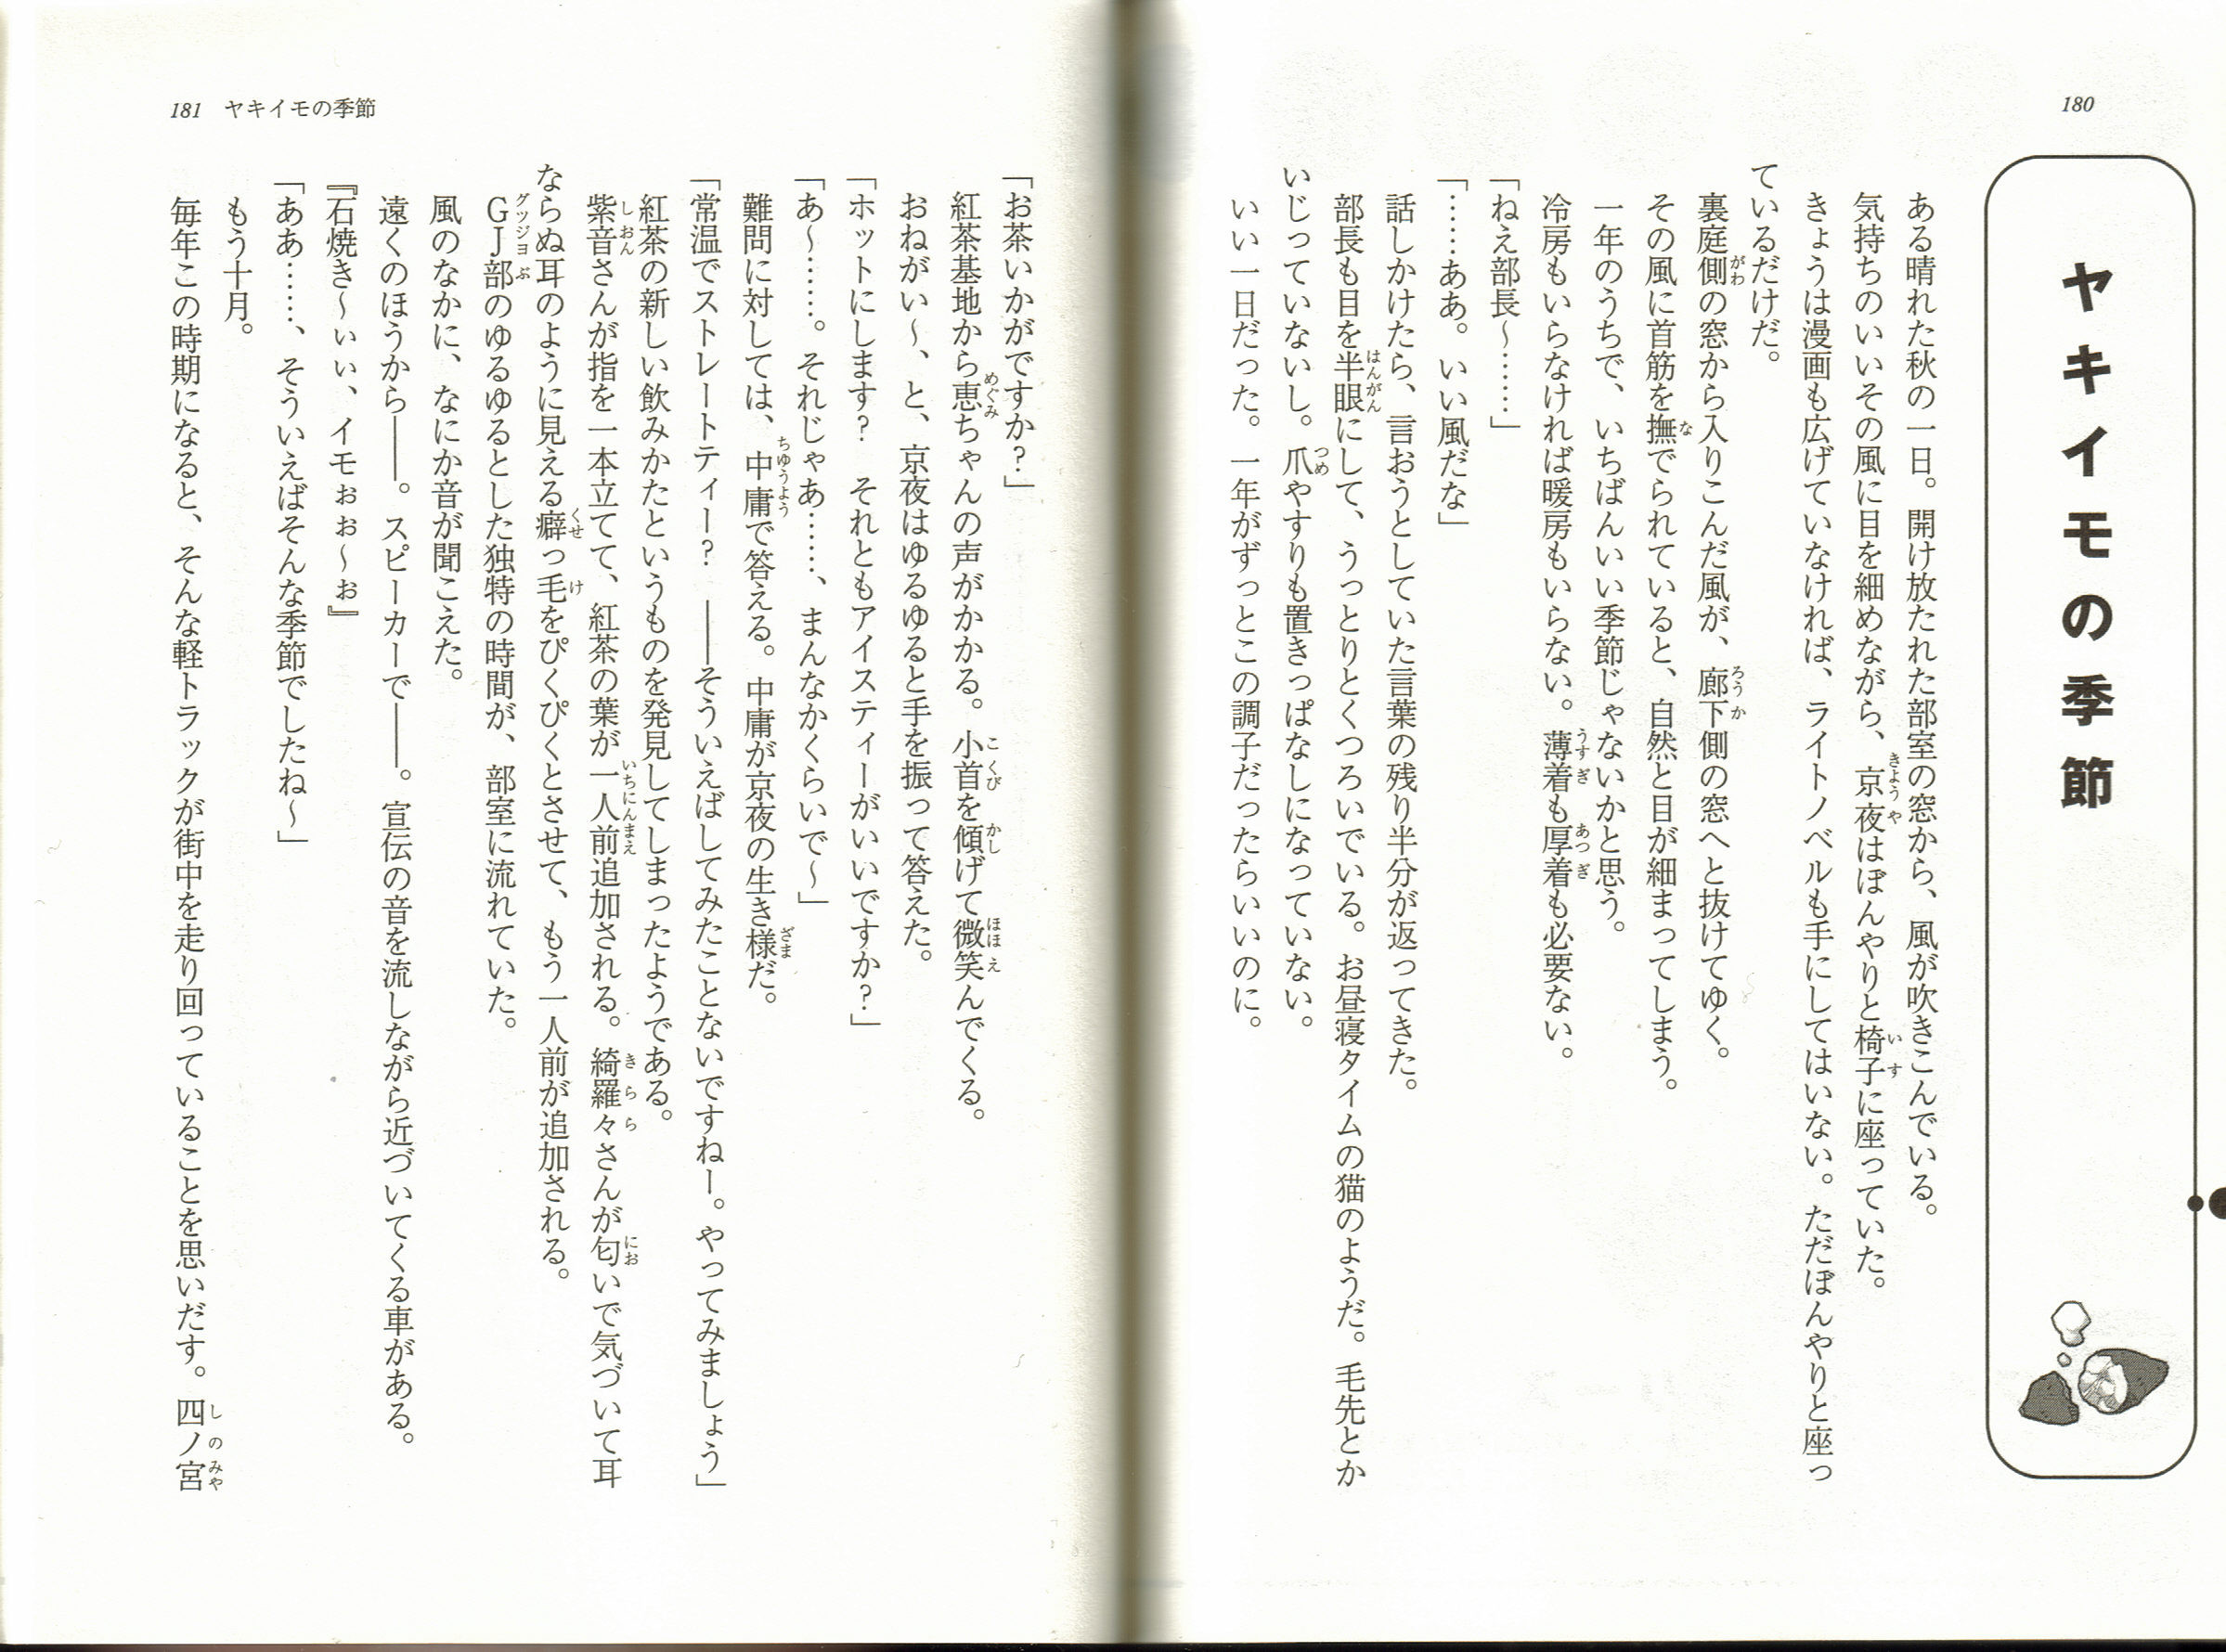 180
ヤキイモの季節
ある晴れた秋の一日。開け放たれた部室の窓から、風が吹きこんでいる。
気持ちのいいその風に目を細めながら、京夜はぼんやりと椅子に座っていた。
きょうは漫画も広げていなければ、ライトノベルも手にしてはいない。ただぼんやりと座っ
ているだけだ。
裏庭側の窓から入りこんだ風が、廊下側の窓へと抜けてゆく。
その風に首筋を撫でられていると、自然と目が細まってしまう。
一年のうちで、いちばんいい季節じゃないかと思う。
冷房もいらなければ暖房もいらない。薄着も厚着も必要ない。
「ねえ部長〜……」
「……ああ。いい風だな」
話しかけたら、言おうとしていた言葉の残り半分が返ってきた。
部長も目を半眼にして、うっとりとくつろいでいる。お昼寝タイムの猫のようだ。毛先とか
いじっていないし。爪やすりも置きっぱなしになっていない。
いい一日だった。一年がずっとこの調子だったらいいのに。
181 ヤキイモの季節
「お茶いかがですか?」
紅茶基地から恵ちゃんの声がかかる。小首を傾げて微笑んでくる。
おねがい〜、と、京夜はゆるゆると手を振って答えた。
「ホットにします? それともアイスティーがいいですか?」
「あ〜……。それじゃあ……、まんなかくらいで〜」
難問に対しては、中庸で答える。中庸が京夜の生き様だ。
「常温でストレートティー? ――そういえばしてみたことないですねー。やってみましょう」
紅茶の新しい飲みかたというものを発見してしまったようである。
紫音さんが指を一本立てて、紅茶の葉が一人前追加される。綺羅々さんが匂いで気づいて耳
ならぬ耳のように見える癖っ毛をぴくぴくとさせて、もう一人前が追加される。
GJ部のゆるゆるとした独特の時間が、部室に流れていた。
風のなかに、なにか音が聞こえた。
遠くのほうから――。スピーカーで――。宣伝の音を流しながら近づいてくる車がある。
『石焼き〜ぃぃ、イモぉぉ〜ぉ』
「ああ……、そういえばそんな季節でしたね〜」
もう十月。
毎年この時期になると、そんな軽トラックが街中を走り回っていることを思いだす。四ノ宮